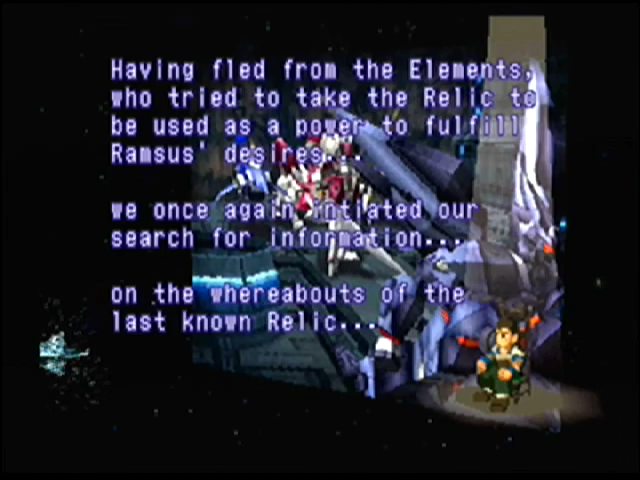 Having fled from the Elements,
who tried to take the Relic to
be used as a power to fulfill
Ramsus' desires...
we once again intiated our
search for information...
on the whereabouts of the
last known Relic...